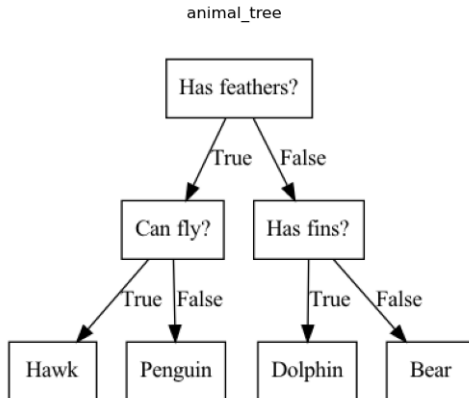 animal_tree
Has feathers?
True False
Can fly? Has fins?
True False True False
Hawk Penguin Dolphin Bear